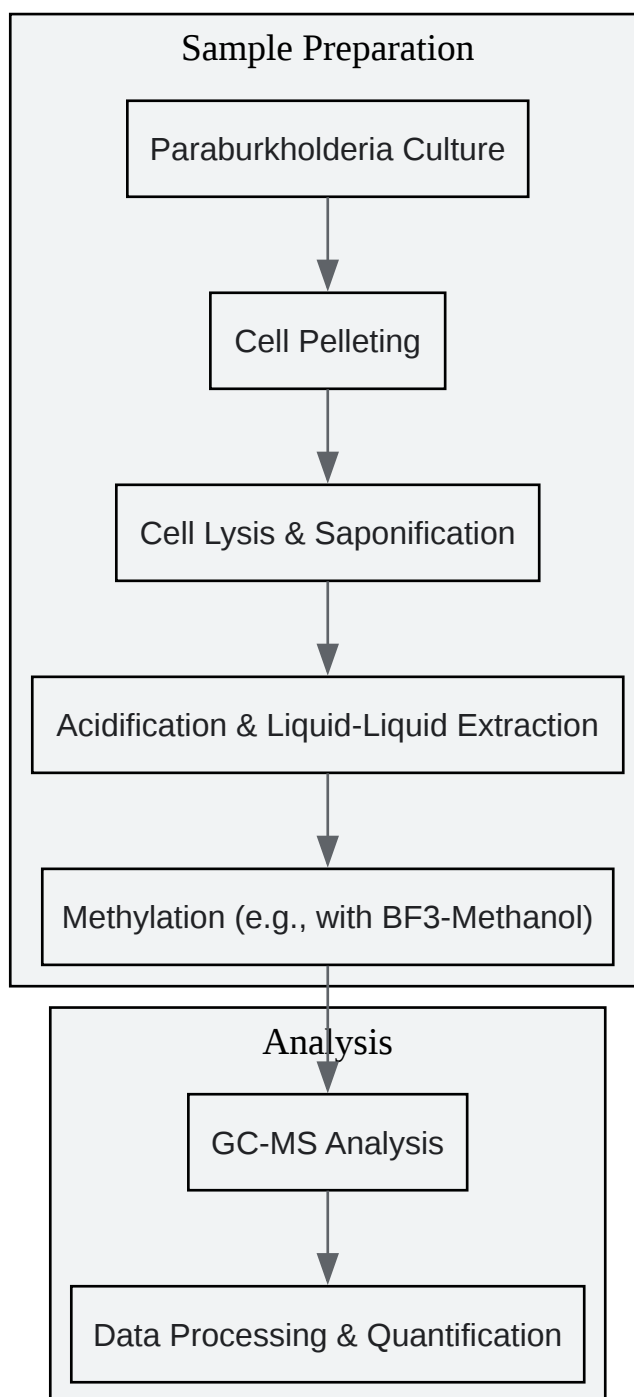 Sample Preparation
Paraburkholderia Culture
Cell Pelleting
Cell Lysis & Saponification
Acidification & Liquid-Liquid Extraction
Methylation (e.g., with BF3-Methanol)
Analysis
GC-MS Analysis
Data Processing & Quantification